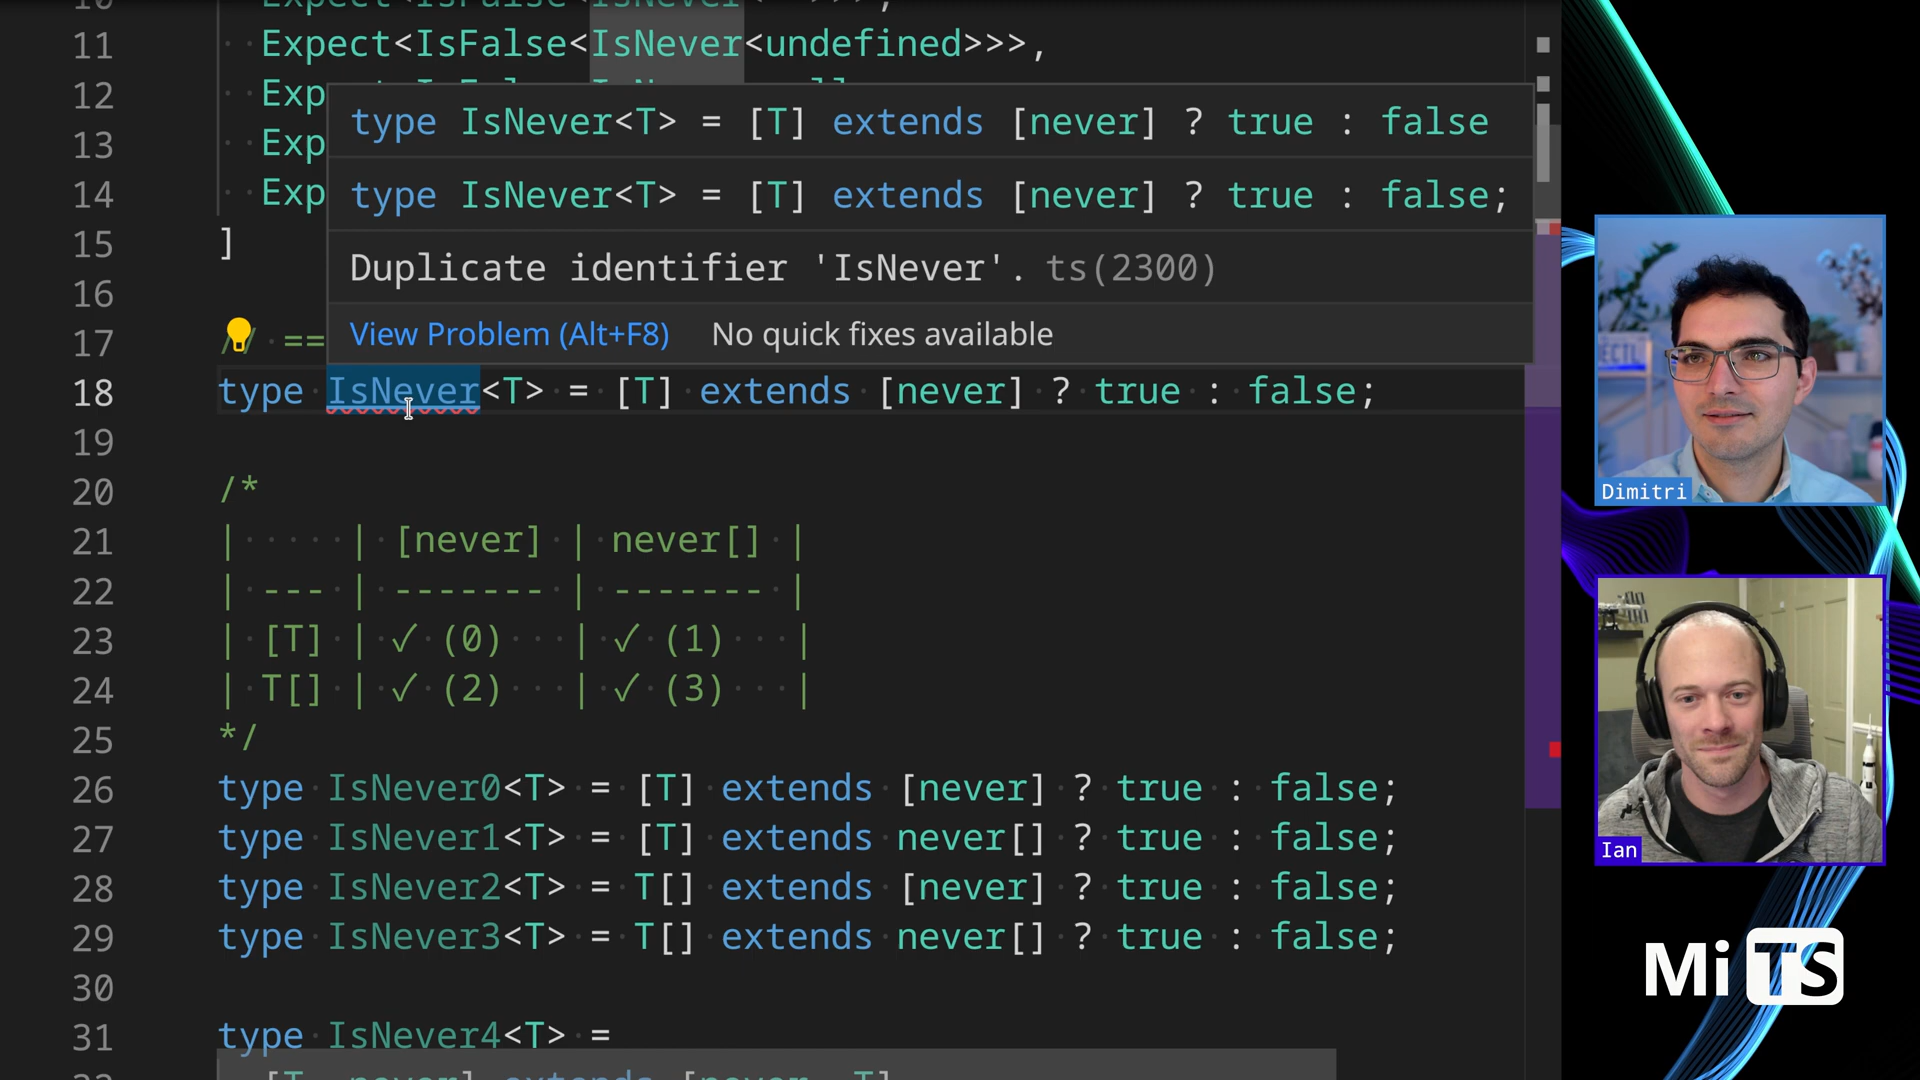 11 Expect<IsFalse<IsNever<undefined>>>,
12 Exp
13 Exp
14 Exp
type IsNever<T> = [T] extends [never] ? true : false
type IsNever<T> = [T] extends [never] ? true : false;
Duplicate identifier 'IsNever'. ts(2300)
View Problem (Alt+F8) No quick fixes available
15 ]
16
17 // ==
18 type IsNever<T> = [T] extends [never] ? true : false;
19
20 /*
21 | | [never] | never[] |
22 | --- | ------- | ------- |
23 | [T] | ✓ (0) | ✓ (1) |
24 | T[] | ✓ (2) | ✓ (3) |
25 */
26 type IsNever0<T> = [T] extends [never] ? true : false;
27 type IsNever1<T> = [T] extends never[] ? true : false;
28 type IsNever2<T> = T[] extends [never] ? true : false;
29 type IsNever3<T> = T[] extends never[] ? true : false;
30
31 type IsNever4<T> =
Dimitri
Ian
MiTS